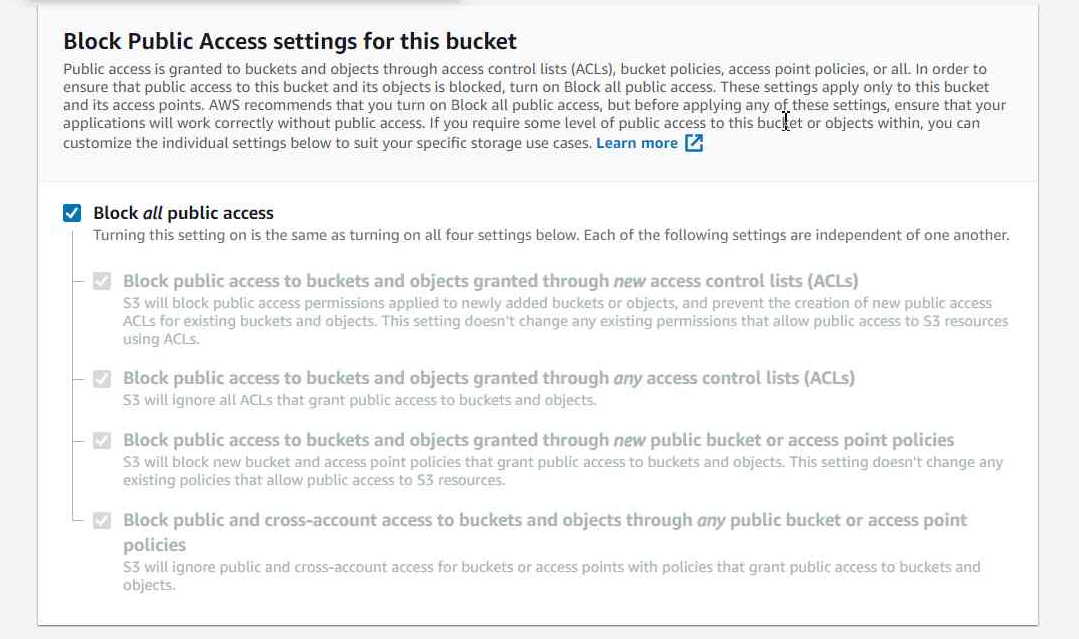 Block Public Access settings for this bucket
Public access is granted to buckets and objects through access control lists (ACLs), bucket policies, access point policies, or all. In order to
ensure that public access to this bucket and its objects is blocked, turn on Block all public access. These settings apply only to this bucket
and its access points. AWS recommends that you turn on Block all public access, but before applying any of these settings, ensure that your
applications will work correctly without public access. If you require some level of public access to this bucket or objects within, you can
customize the individual settings below to suit your specific storage use cases. Learn more
Block all public access
Turning this setting on is the same as turning on all four settings below. Each of the following settings are independent of one another.
Block public access to buckets and objects granted through new access control lists (ACLs)
S3 will block public access permissions applied to newly added buckets or objects, and prevent the creation of new public access
ACLs for existing buckets and objects. This setting doesn't change any existing permissions that allow public access to S3 resources
using ACLs.
Block public access to buckets and objects granted through any access control lists (ACLs)
S3 will ignore all ACLs that grant public access to buckets and objects.
Block public access to buckets and objects granted through new public bucket or access point policies
S3 will block new bucket and access point policies that grant public access to buckets and objects. This setting doesn't change any
existing policies that allow public access to S3 resources.
Block public and cross-account access to buckets and objects through any public bucket or access point
policies
S3 will ignore public and cross-account access for buckets or access points with policies that grant public access to buckets and
objects.